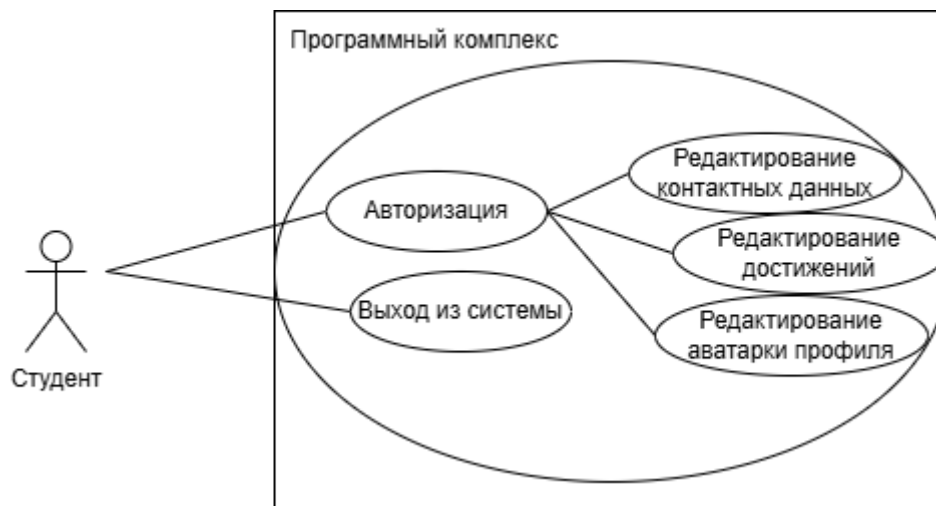 Программный комплекс
Редактирование
контактных данных
Авторизация
Редактирование
достижений
Выход из системы
Редактирование
аватарки профиля
Студент